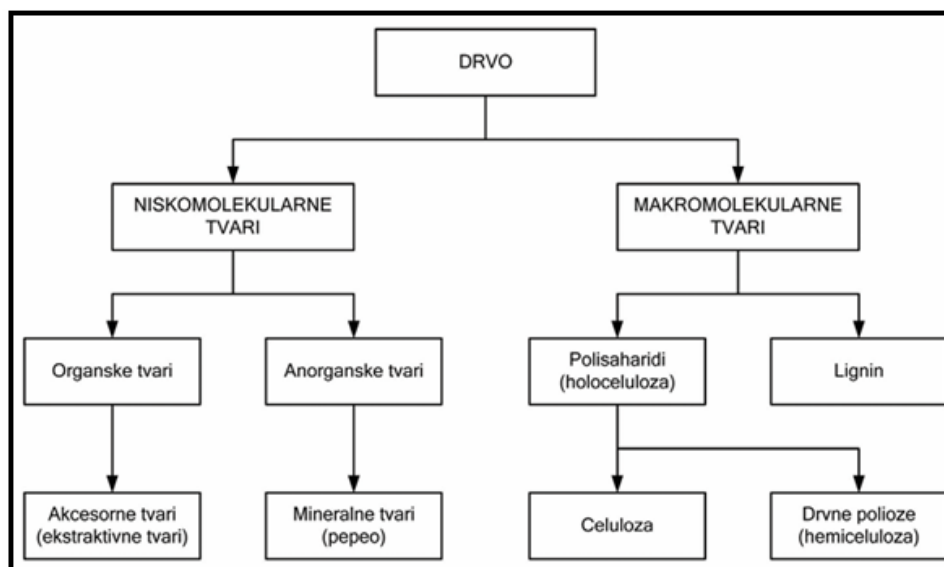 DRVO
NISKOMOLEKULARNE
TVARI
MAKROMOLEKULARNE
TVARI
Organske tvari
Anorganske tvari
Polisaharidi
(holoceluloza)
Lignin
Akcesorne tvari
(ekstraktivne tvari)
Mineralne tvari
(pepeo)
Celuloza
Drvne polioze
(hemiceluloza)